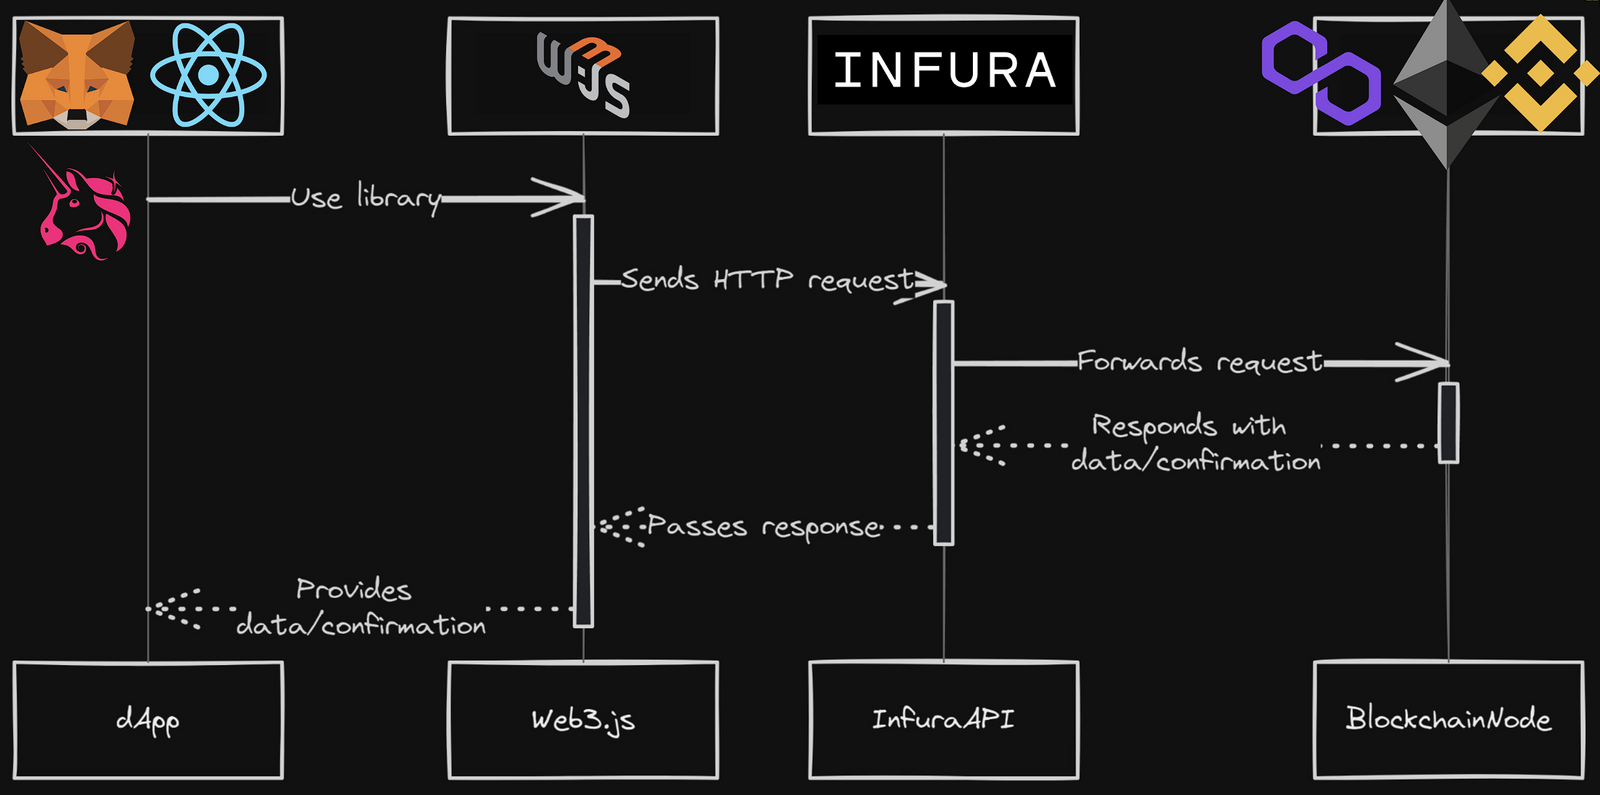 W3JS
INFURA
Use library
Sends HTTP request
Forwards request
Responds with
data/confirmation
Passes response
Provides
data/confirmation
dApp
Web3.js
InfuraAPI
BlockchainNode